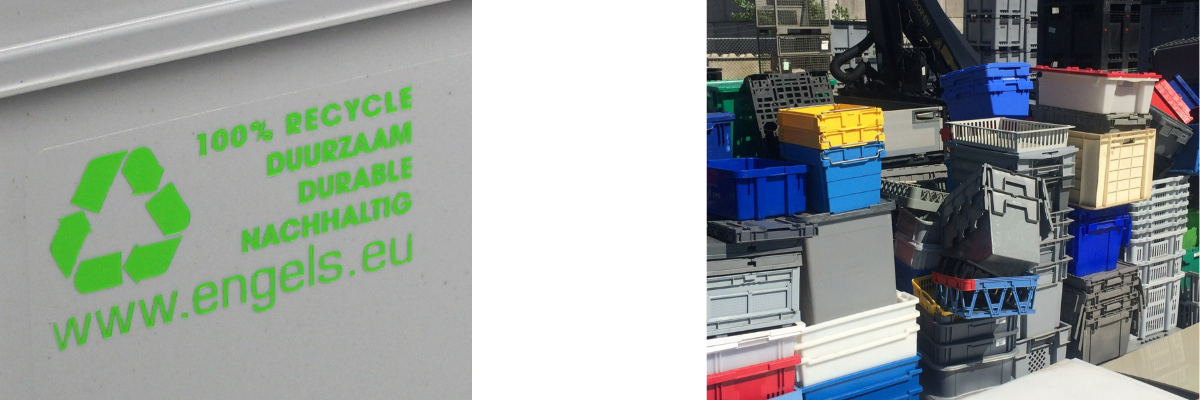 100% RECYCLE
DUURZAAM
DURABLE
NACHHALTIG
www.engels.eu